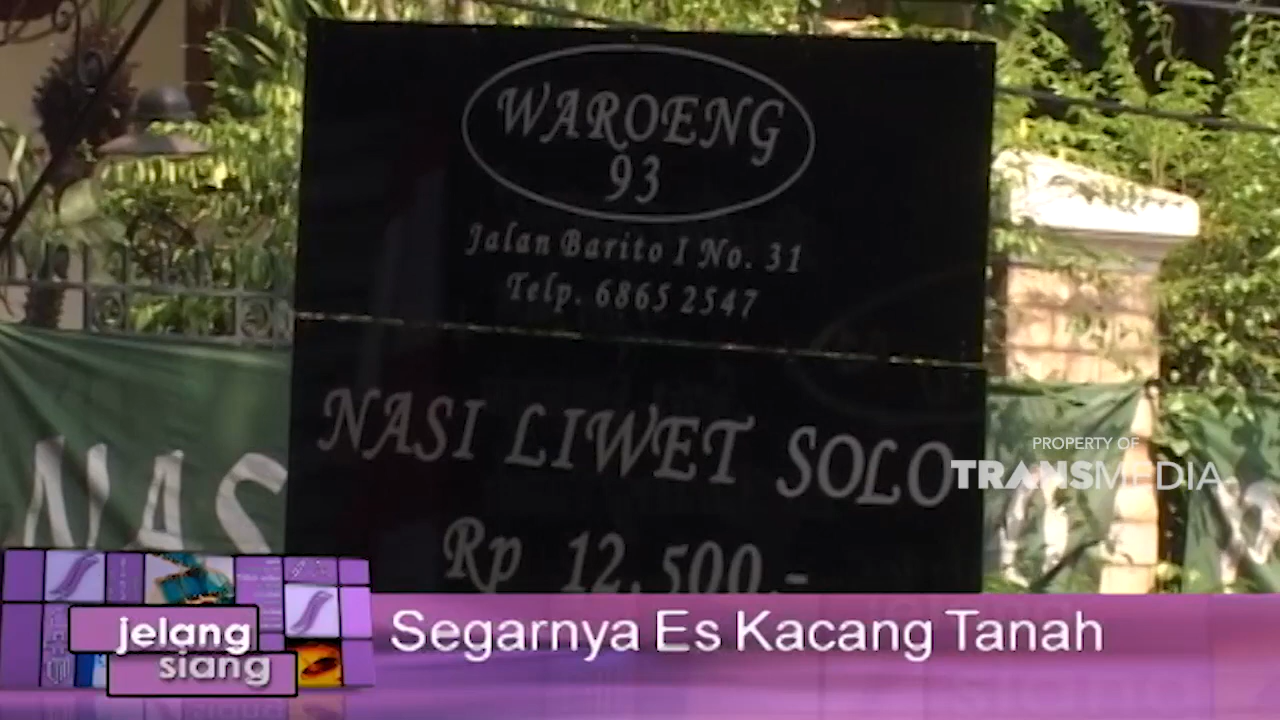 WAROENG
93
Jalan Barito I No. 31
Telp. 6865 2547
NASI LIWET SOLO
Rp 12.500,-
NAS
PROPERTY OF
TRANSMEDIA
jelang
siang
Segarnya Es Kacang Tanah